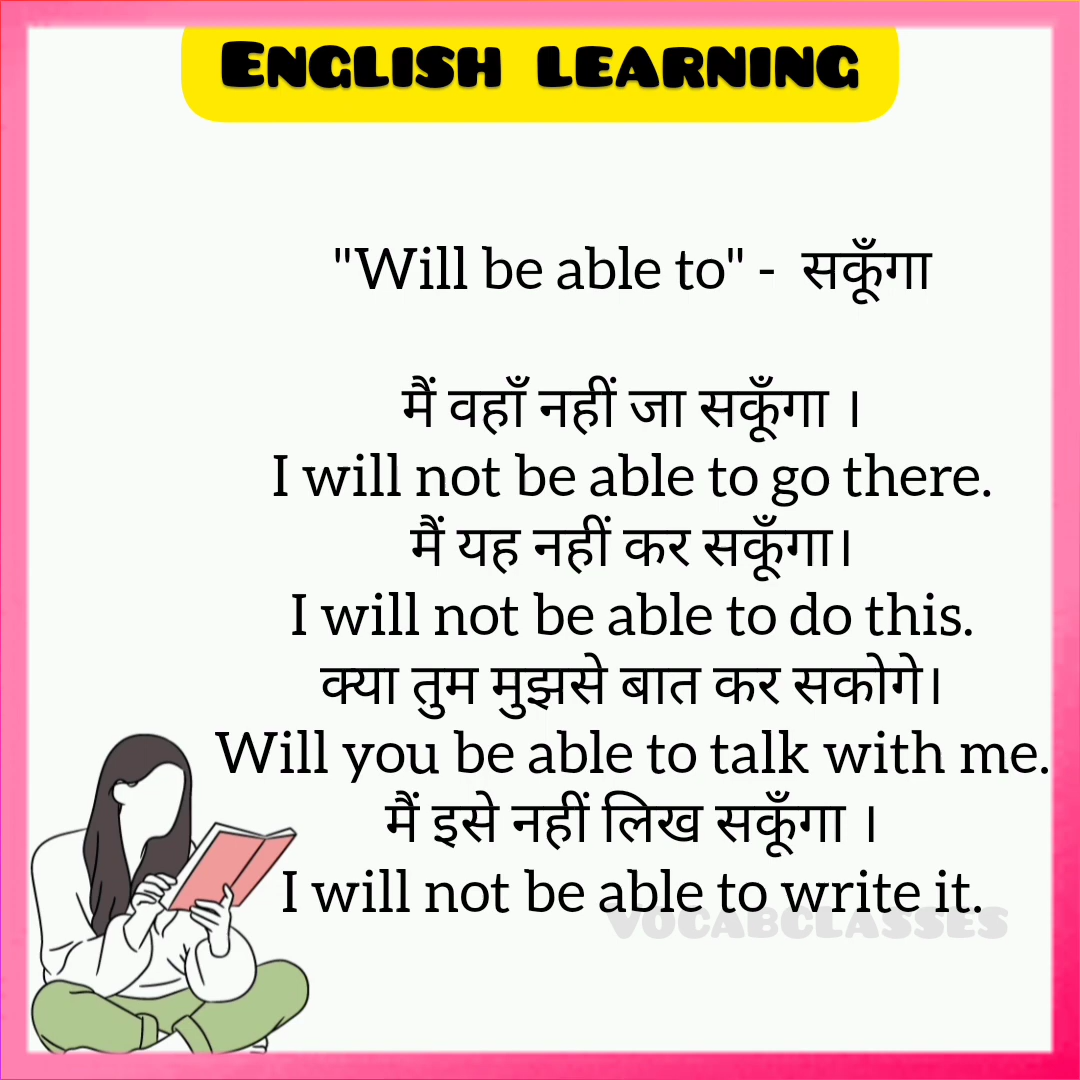 ENGLISH LEARNING
"Will be able to" - सकूँगा
मैं वहाँ नहीं जा सकूँगा ।
I will not be able to go there.
मैं यह नहीं कर सकूँगा।
I will not be able to do this.
क्या तुम मुझसे बात कर सकोगे।
Will you be able to talk with me.
मैं इसे नहीं लिख सकूँगा ।
I will not be able to write it.
VOCABCLASSES